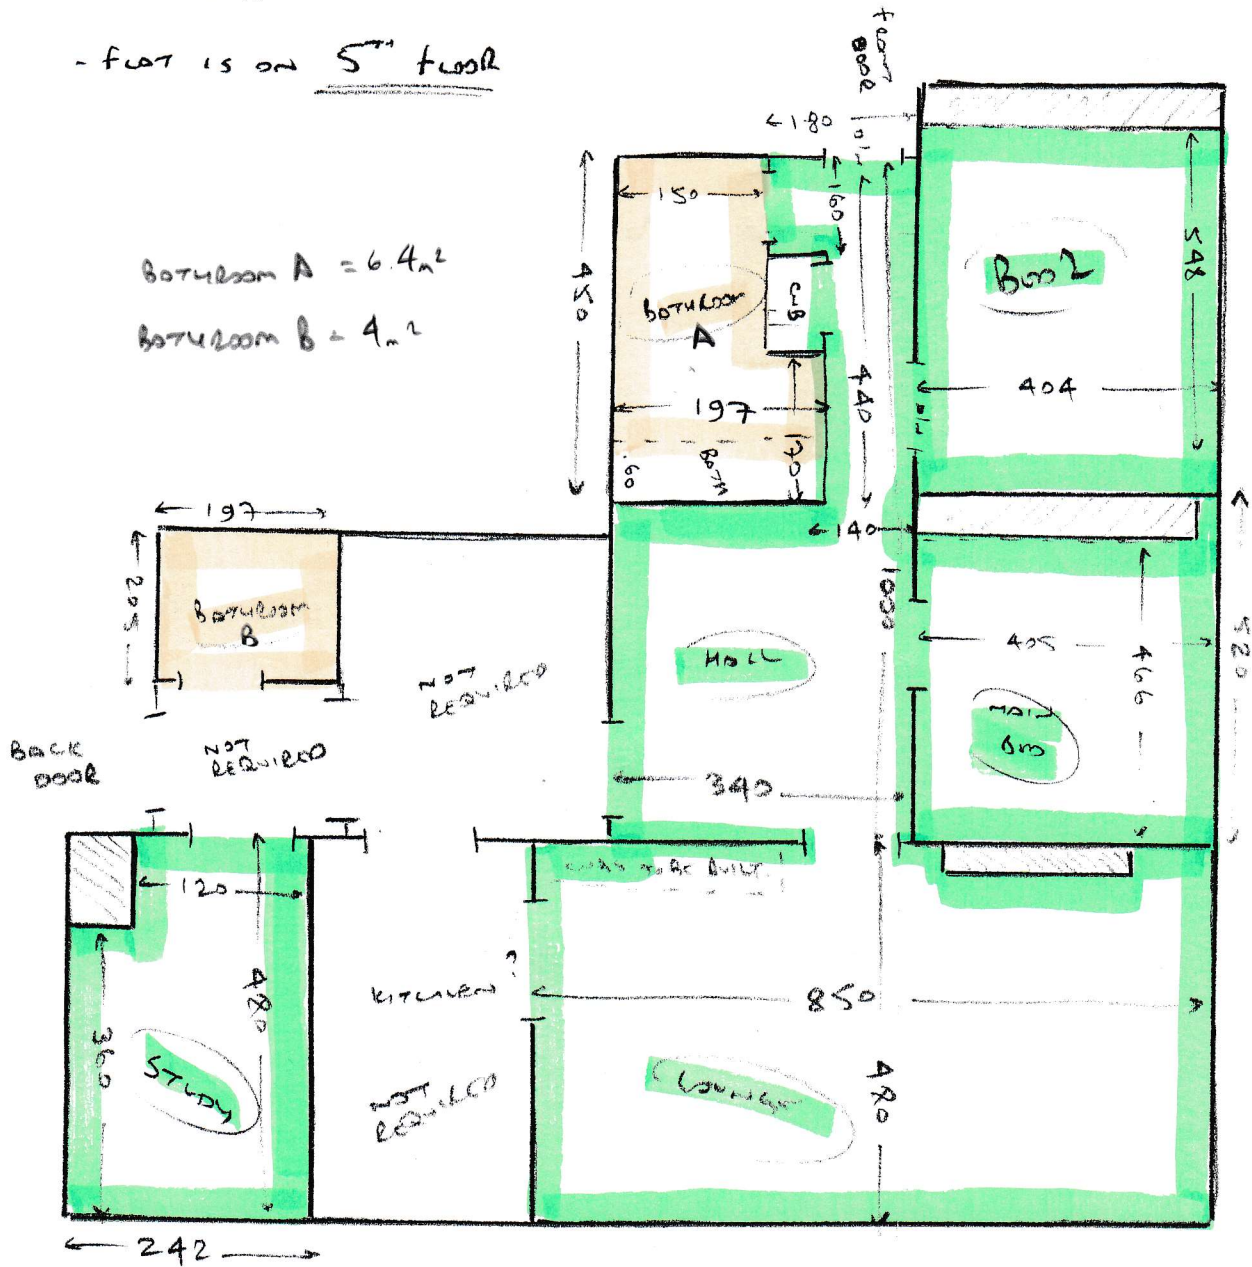 - FLAT IS ON 5TH FLOOR
FRONT DOOR
180
150
160
450
548
BATHROOM A = 6.4m²
BATHROOM B = 4m²
BATHROOM
A
CUB
BED 2
440
404
197
170
60
BATH
197
140
1000
205
BATHROOM
B
NOT
REQUIRED
HALL
405
466
520
MAIN
BED
BACK
DOOR
NOT
REQUIRED
340
120
480
360
KITCHEN
850
STUDY
NOT
REQUIRED
LOUNGE
480
242